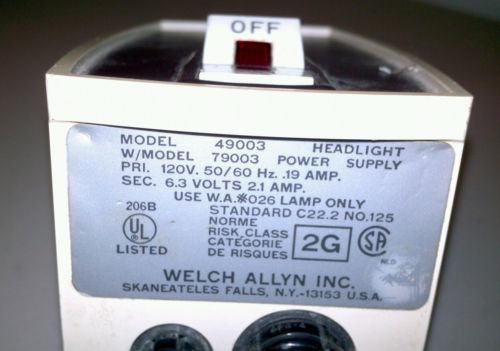 OFF
MODEL 49003 HEADLIGHT
W/MODEL 79003 POWER SUPPLY
PRI. 120V. 50/60 Hz. .19 AMP.
SEC. 6.3 VOLTS 2.1 AMP.
USE W.A.※026 LAMP ONLY
206B
UL
LISTED
STANDARD C22.2 NO.125
NORME
RISK CLASS
CATEGORIE
DE RISQUES
2G
SA
NLD
WELCH ALLYN INC.
SKANEATELES FALLS, N.Y.-13153 U.S.A.